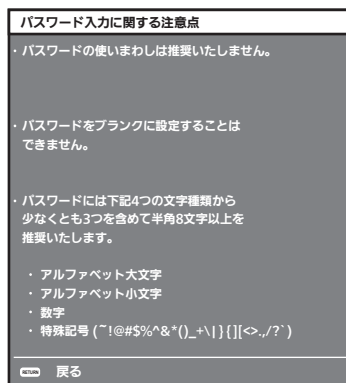 パスワード入力に関する注意点
・パスワードの使いまわしは推奨いたしません。
・パスワードをブランクに設定することは
できません。
・パスワードには下記4つの文字種類から
少なくとも3つを含めて半角8文字以上を
推奨いたします。
・ アルファベット大文字
・ アルファベット小文字
・ 数字
・ 特殊記号 (~!@#$%^&*()_+\|}{][<>.,/?`)
RETURN 戻る